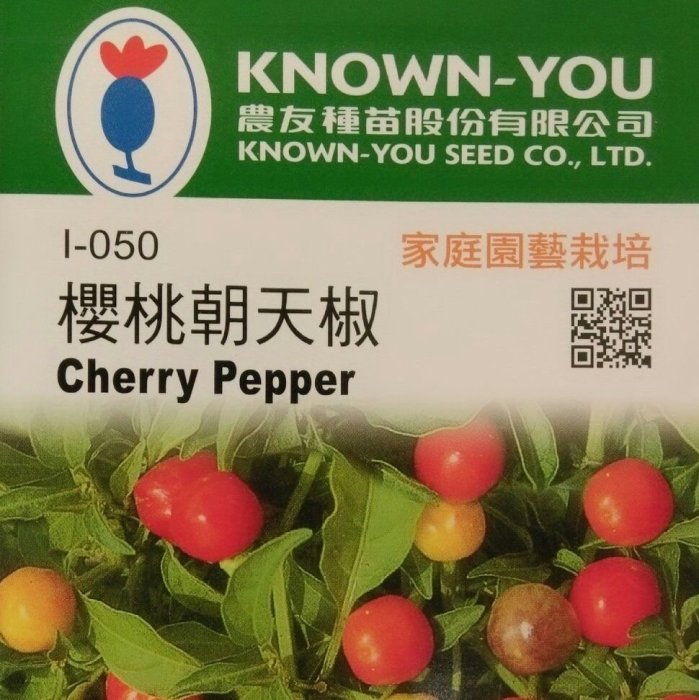 KNOWN-YOU
農友種苗股份有限公司
KNOWN-YOU SEED CO., LTD.
I-050
家庭園藝栽培
櫻桃朝天椒
Cherry Pepper